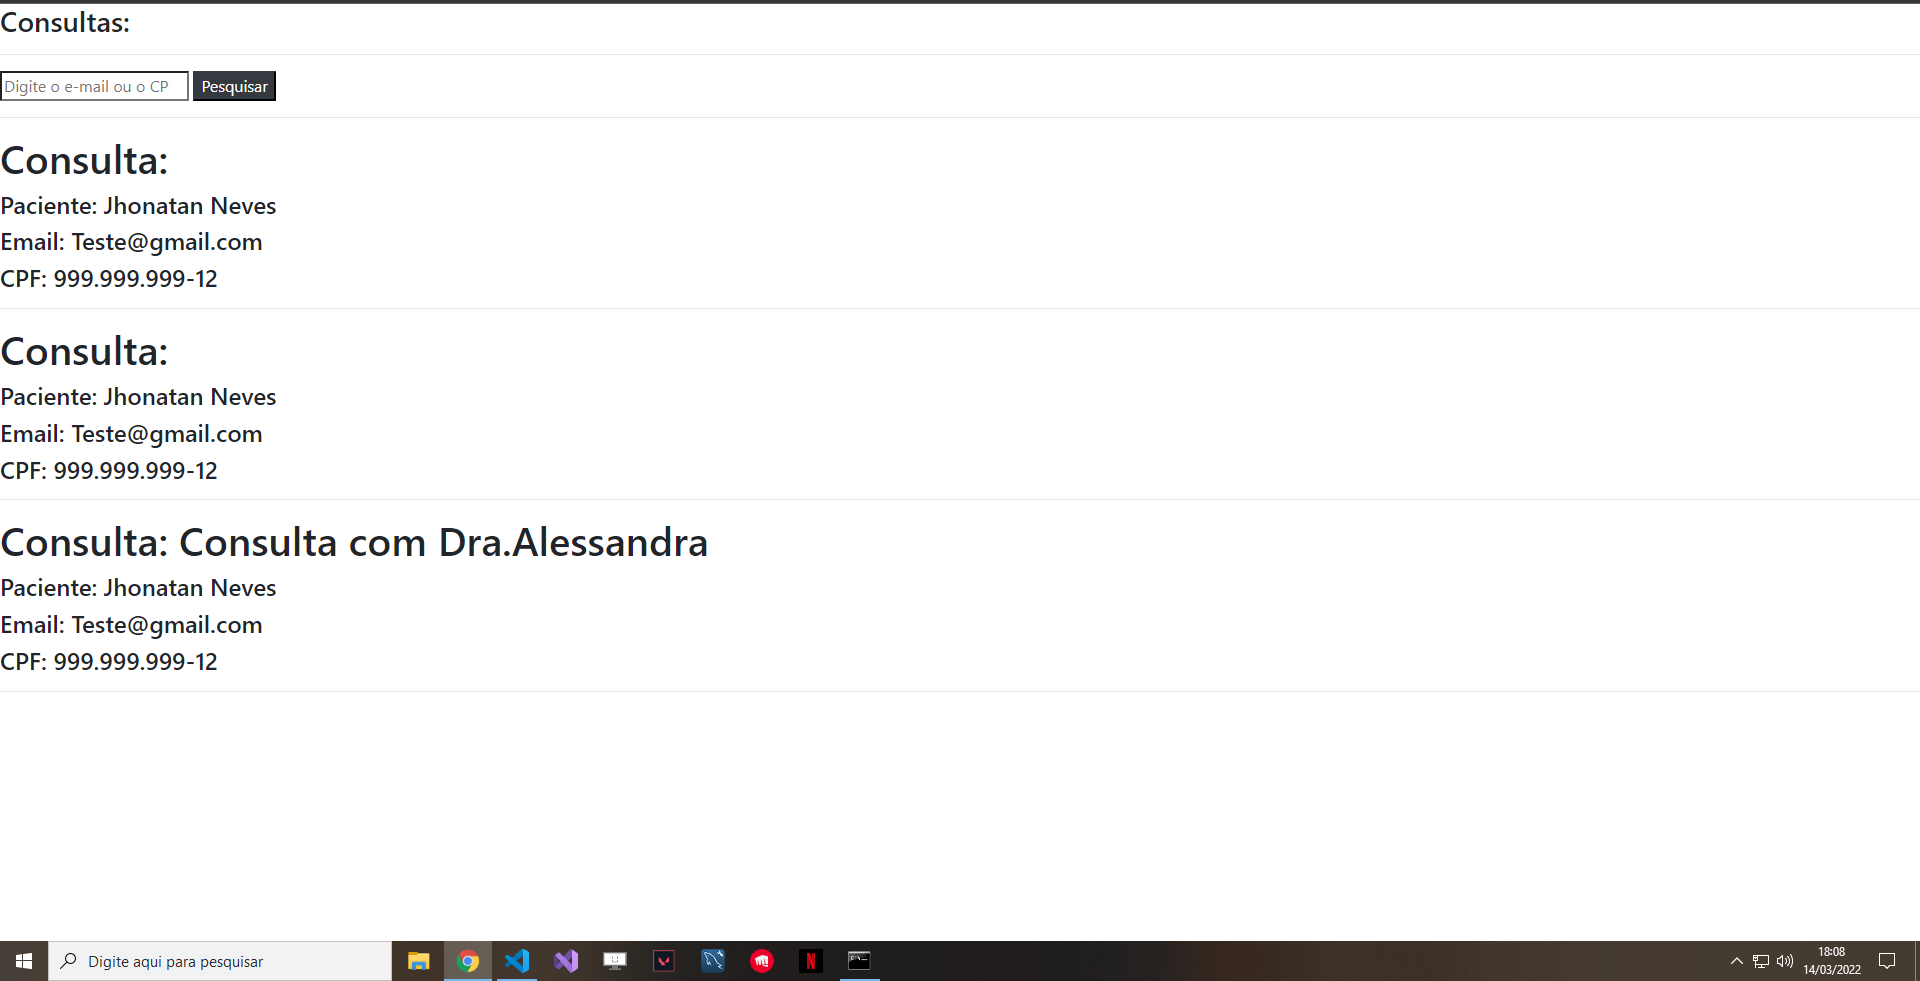 Consultas:
Digite o e-mail ou o CP Pesquisar
Consulta:
Paciente: Jhonatan Neves
Email: Teste@gmail.com
CPF: 999.999.999-12
Consulta:
Paciente: Jhonatan Neves
Email: Teste@gmail.com
CPF: 999.999.999-12
Consulta: Consulta com Dra.Alessandra
Paciente: Jhonatan Neves
Email: Teste@gmail.com
CPF: 999.999.999-12
Digite aqui para pesquisar
N
18:08
14/03/2022